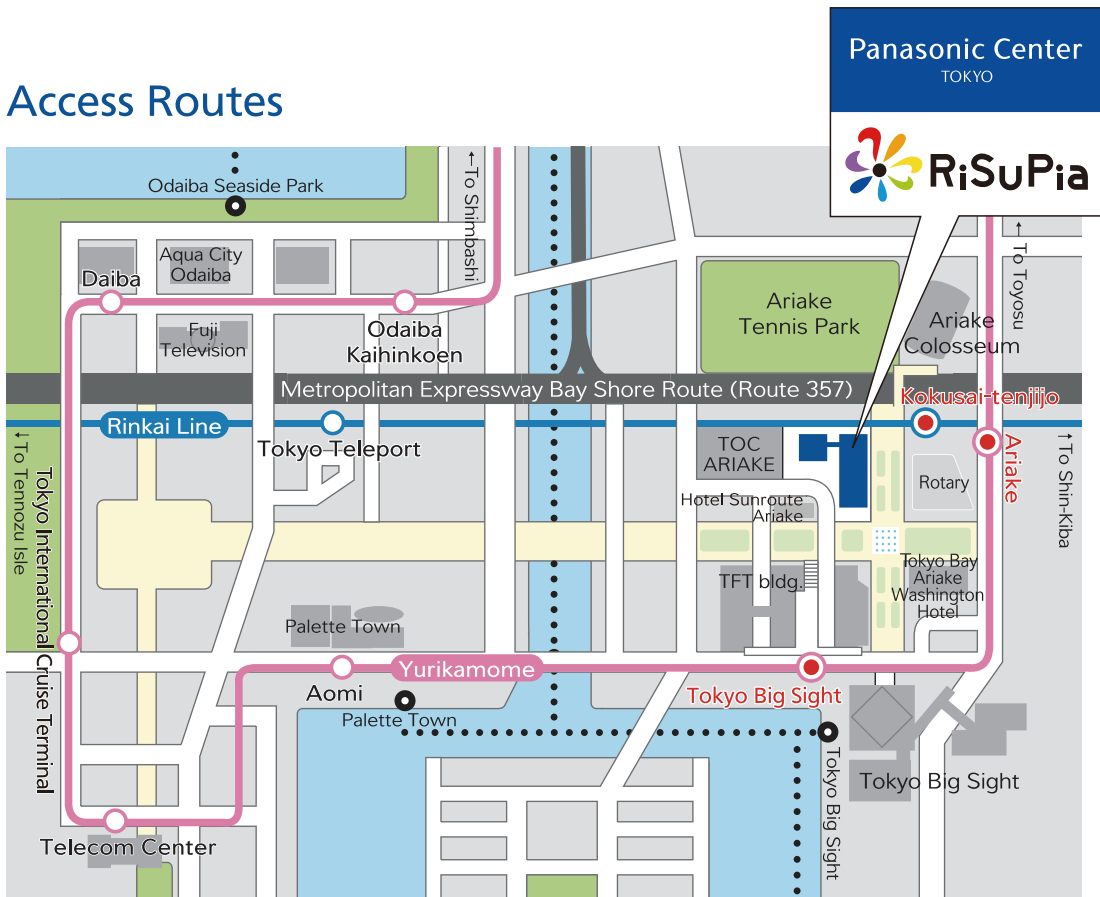 Panasonic Center
TOKYO
RiSuPia
Access Routes
Odaiba Seaside Park
←To Shimbashi
←To Toyosu
Aqua City
Odaiba
Daiba
Odaiba
Kaihinkoen
Fuji
Television
Ariake
Tennis Park
Ariake
Colosseum
Metropolitan Expressway Bay Shore Route (Route 357)
Kokusai-tenjijo
Rinkai Line
Tokyo Teleport
TOC
ARIAKE
Ariake
Rotary
←To Tennozu Isle
←To Shin-Kiba
Hotel Sunroute
Ariake
Tokyo International Cruise Terminal
TFT bldg.
Tokyo Bay
Ariake
Washington
Hotel
Palette Town
Yurikamome
Aomi
Tokyo Big Sight
Palette Town
Tokyo Big Sight
Tokyo Big Sight
Telecom Center